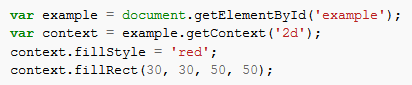 var example = document.getElementById('example');
var context = example.getContext('2d');
context.fillStyle = 'red';
context.fillRect(30, 30, 50, 50);